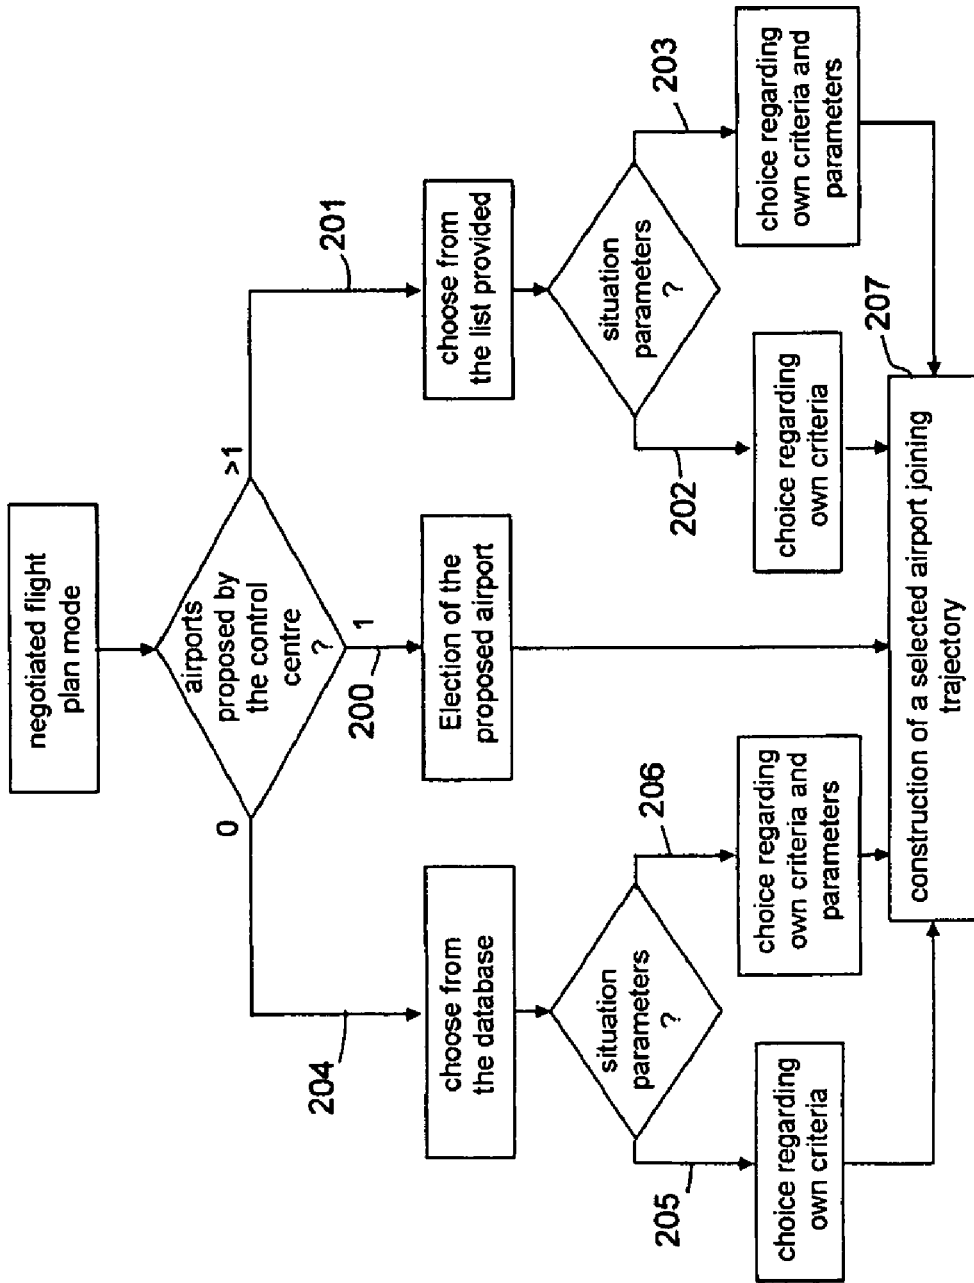 negotiated flight
plan mode
airports
proposed by
the control
centre
?
0
1
>1
204
200
201
choose from
the database
Election of the
proposed airport
choose from
the list provided
situation
parameters
?
situation
parameters
?
205
206
202
203
choice regarding
own criteria
choice regarding
own criteria and
parameters
choice regarding
own criteria
choice regarding
own criteria and
parameters
207
construction of a selected airport joining
trajectory